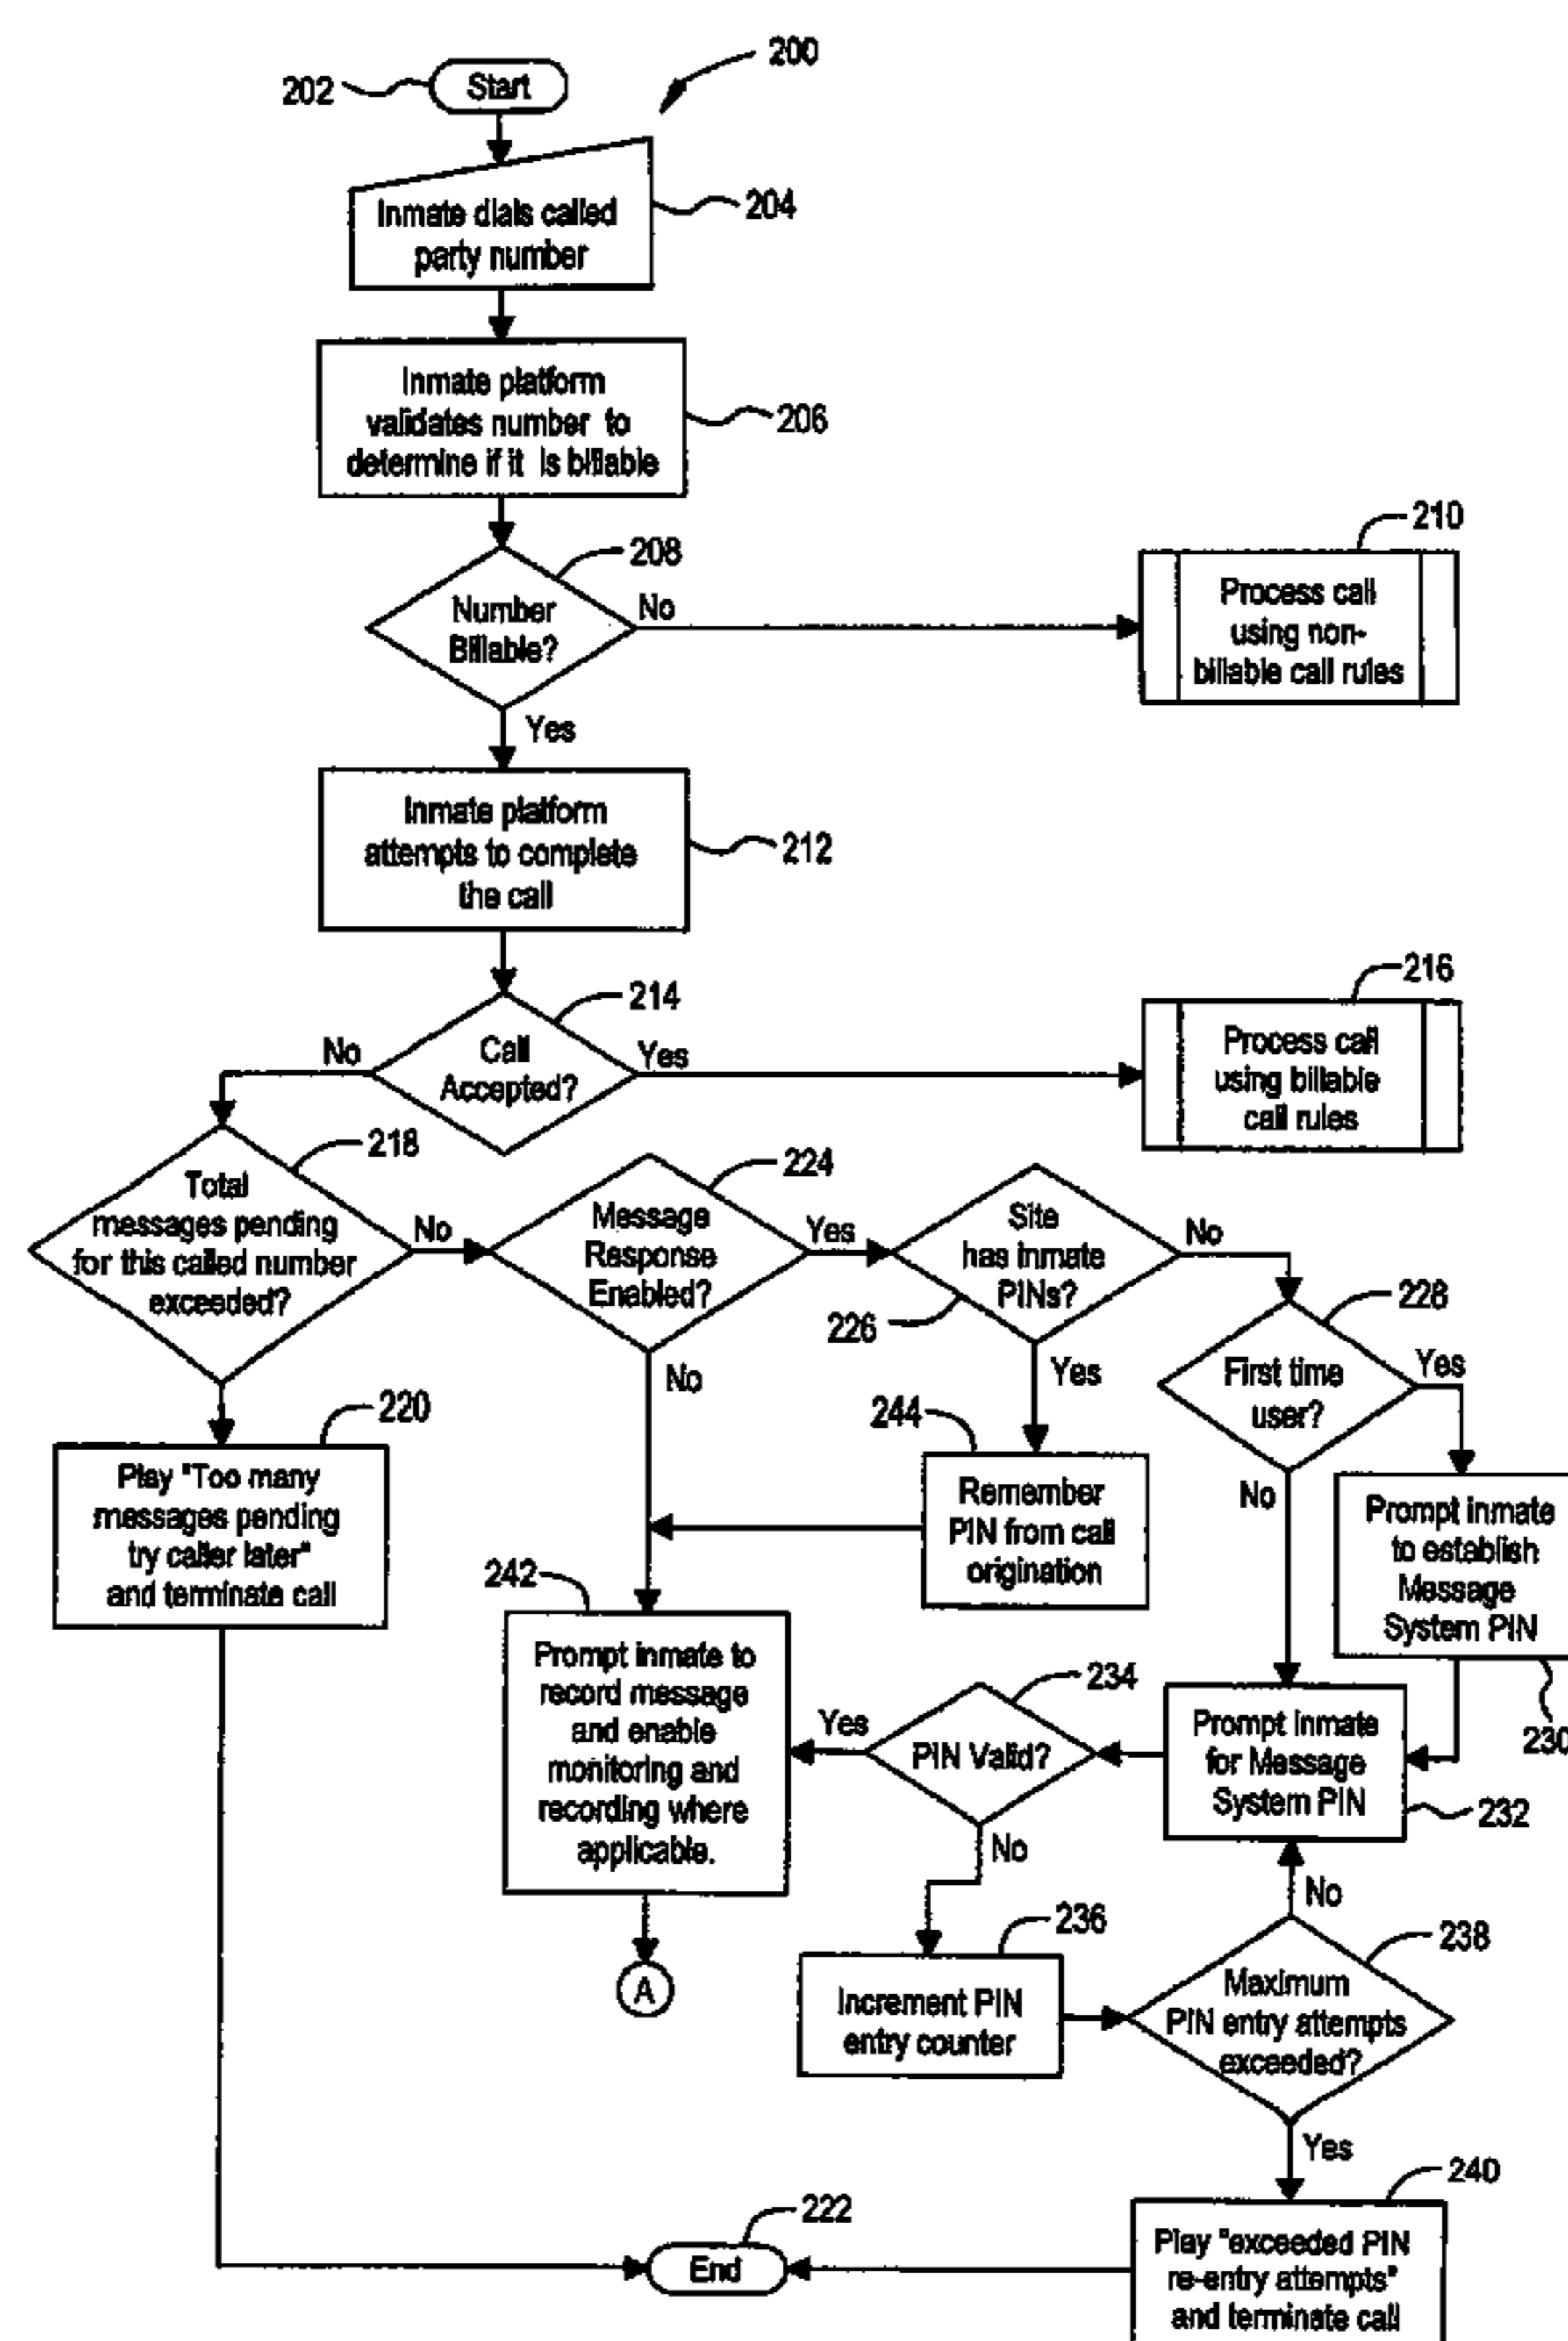 200
202
Start
Inmate dials called
party number
204
Inmate platform
validates number to
determine if it is billable
206
208
Number
Billable?
No
210
Process call
using non-
billable call rules
Yes
Inmate platform
attempts to complete
the call
212
214
Call
Accepted?
No
Yes
216
Process call
using billable
call rules
218
Total
messages pending
for this called number
exceeded?
No
224
Message
Response
Enabled?
Yes
Site
has inmate
PINs?
226
No
228
First time
user?
Yes
No
Yes
No
220
Play "Too many
messages pending
try caller later"
and terminate call
244
Remember
PIN from call
origination
Prompt inmate
to establish
Message
System PIN
230
242
Prompt inmate to
record message
and enable
monitoring and
recording where
applicable.
A
234
PIN Valid?
Yes
No
Prompt inmate
for Message
System PIN
232
No
236
Increment PIN
entry counter
238
Maximum
PIN entry attempts
exceeded?
Yes
240
Play "exceeded PIN
re-entry attempts"
and terminate call
222
End